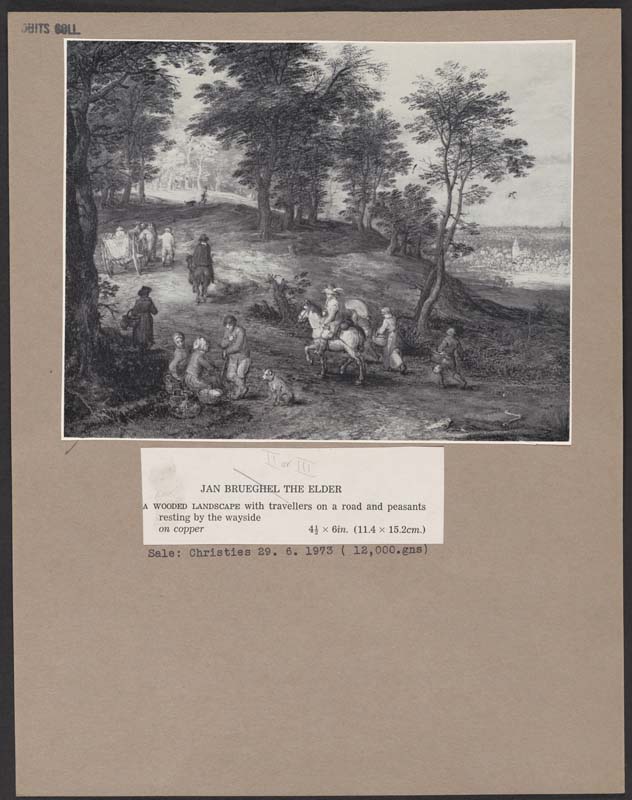 COLL.
II or III
JAN BRUEGHEL THE ELDER
A WOODED LANDSCAPE with travellers on a road and peasants
resting by the wayside
on copper 4½ × 6in. (11.4 × 15.2cm.)
Sale: Christies 29. 6. 1973 ( 12,000.gns)